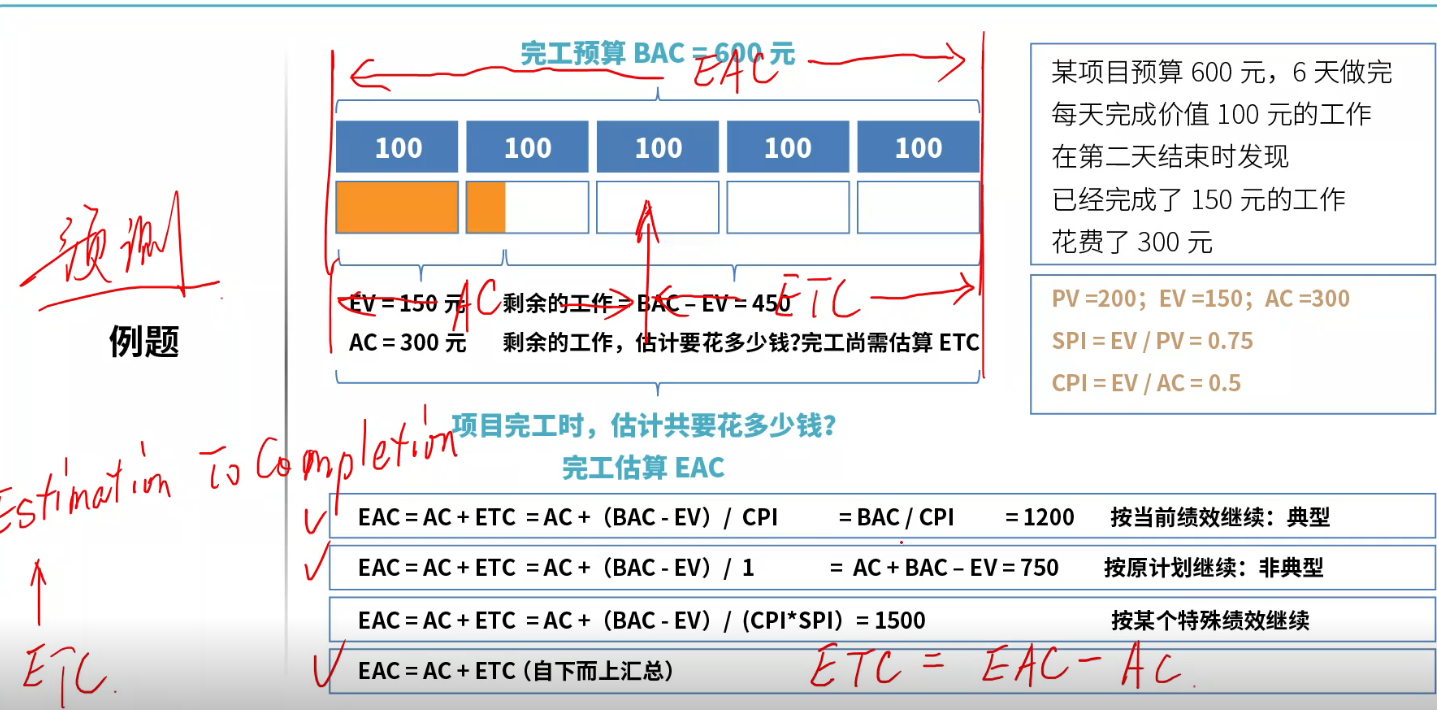 完工预算 BAC = 600 元
EAC
100 100 100 100 100
EV = 150 元 剩余的工作 = BAC – EV = 450
AC ETC
AC = 300 元 剩余的工作，估计要花多少钱?完工尚需估算 ETC
项目完工时，估计共要花多少钱?
完工估算 EAC
预测
例题
Estimation To Completion
ETC.
某项目预算 600 元，6 天做完
每天完成价值 100 元的工作
在第二天结束时发现
已经完成了 150 元的工作
花费了 300 元
PV =200；EV =150；AC =300
SPI = EV / PV = 0.75
CPI = EV / AC = 0.5
EAC = AC + ETC = AC +（BAC - EV）/ CPI = BAC / CPI = 1200 按当前绩效继续：典型
EAC = AC + ETC = AC +（BAC - EV）/ 1 = AC + BAC – EV = 750 按原计划继续：非典型
EAC = AC + ETC = AC +（BAC - EV）/（CPI*SPI）= 1500 按某个特殊绩效继续
EAC = AC + ETC（自下而上汇总） ETC = EAC - AC.